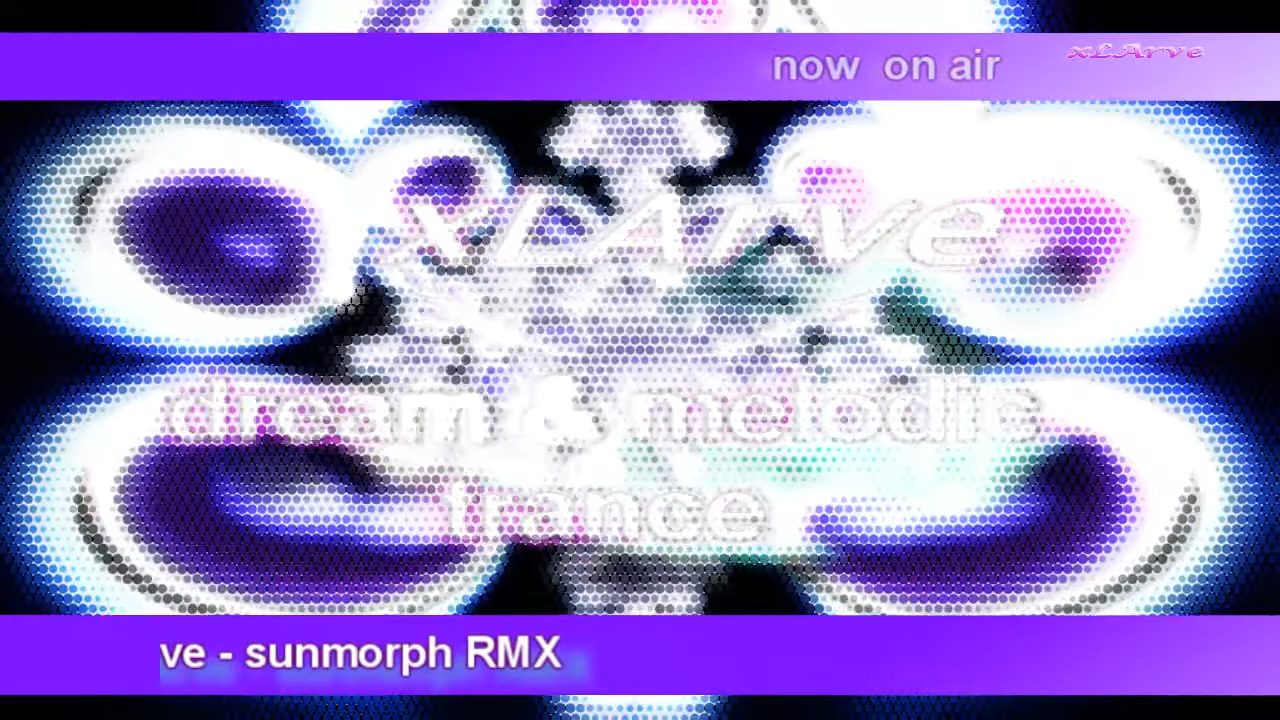 now on air
xLArve
xLArve
dream & melodic
trance
ve - sunmorph RMX